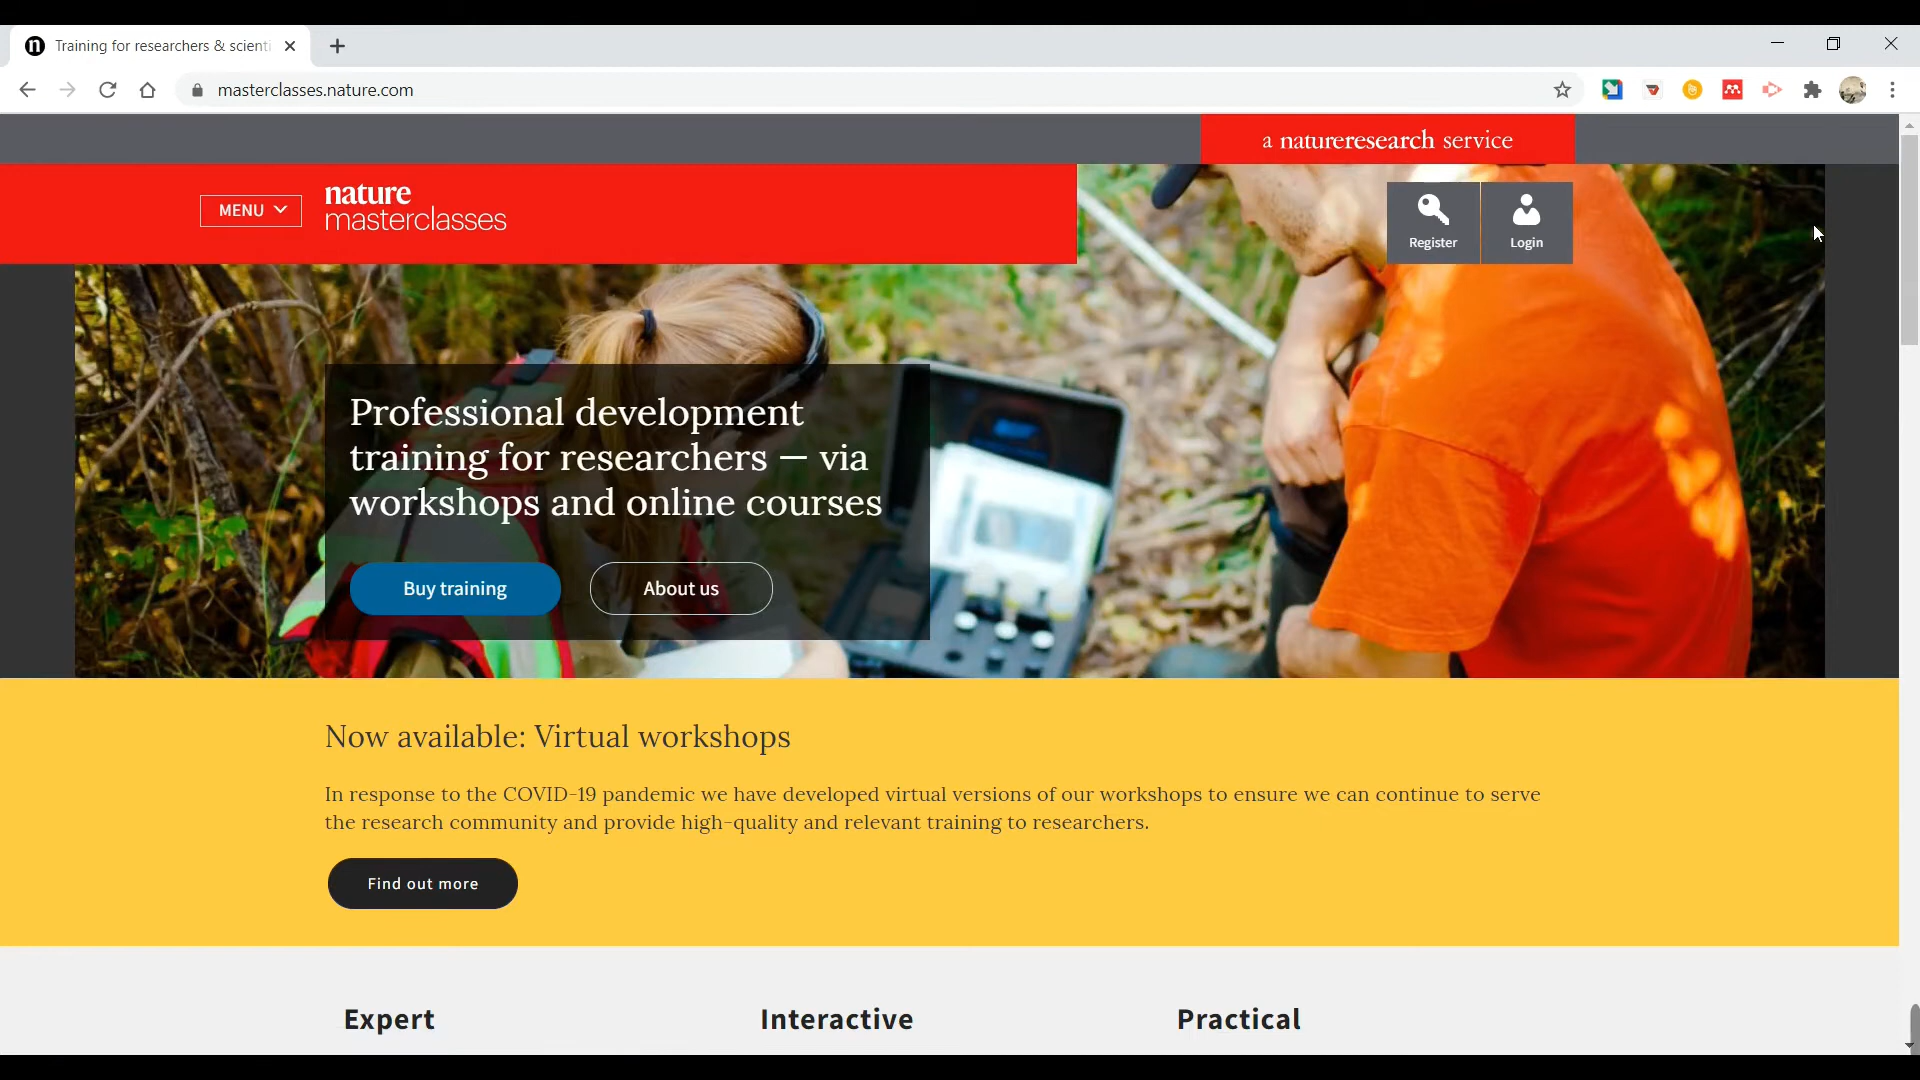 Training for researchers & scienti
masterclasses.nature.com
a natureresearch service
MENU
nature
masterclasses
Register
Login
Professional development
training for researchers — via
workshops and online courses
Buy training
About us
Now available: Virtual workshops
In response to the COVID-19 pandemic we have developed virtual versions of our workshops to ensure we can continue to serve
the research community and provide high-quality and relevant training to researchers.
Find out more
Expert
Interactive
Practical